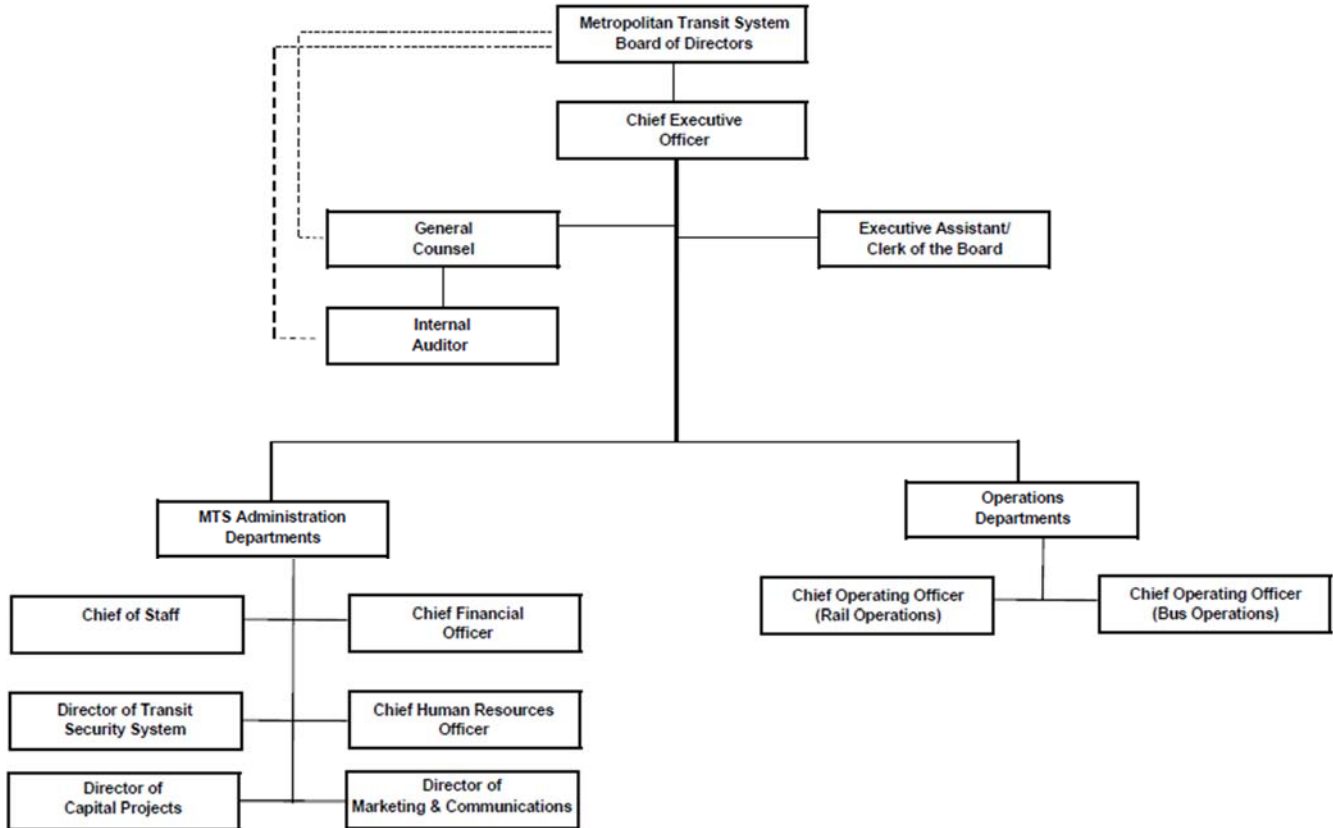 Metropolitan Transit System
Board of Directors
Chief Executive
Officer
General
Counsel
Executive Assistant/
Clerk of the Board
Internal
Auditor
MTS Administration
Departments
Operations
Departments
Chief of Staff
Chief Financial
Officer
Chief Operating Officer
(Rail Operations)
Chief Operating Officer
(Bus Operations)
Director of Transit
Security System
Chief Human Resources
Officer
Director of
Capital Projects
Director of
Marketing & Communications